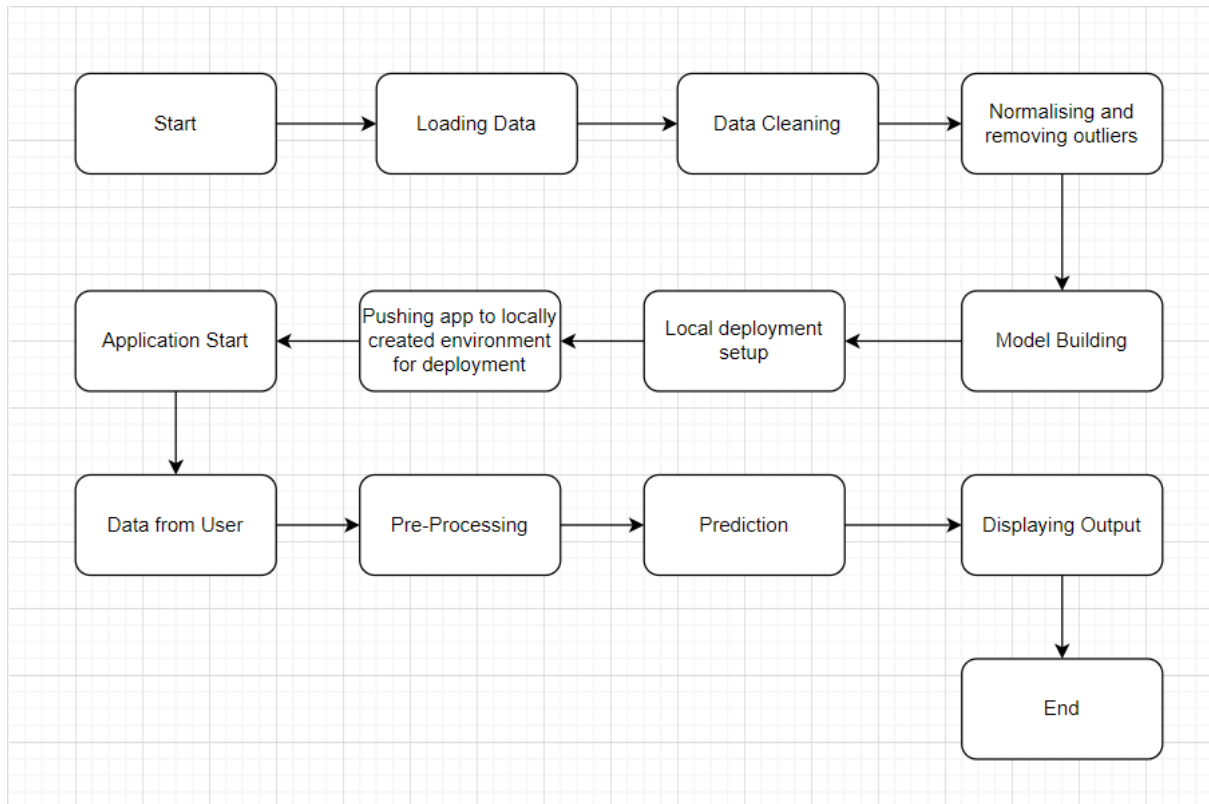 Start
Loading Data
Data Cleaning
Normalising and
removing outliers
Application Start
Pushing app to locally
created environment
for deployment
Local deployment
setup
Model Building
Data from User
Pre-Processing
Prediction
Displaying Output
End